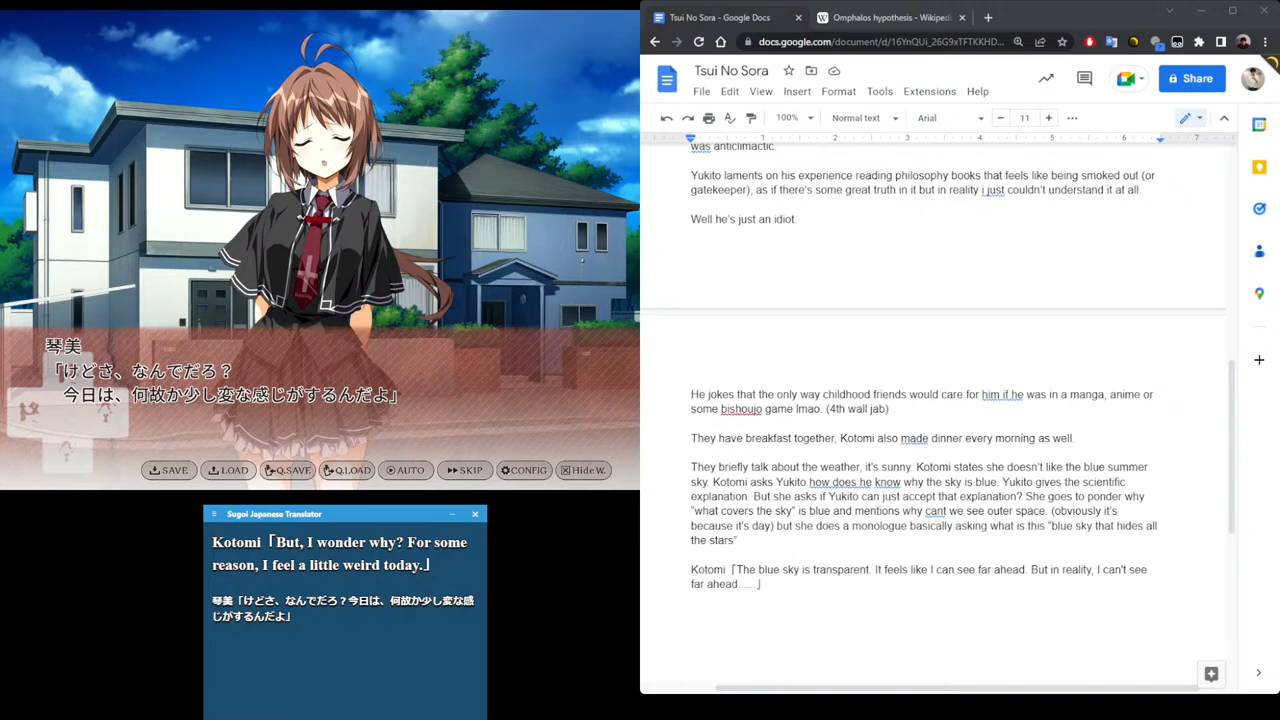 琴美
「けどさ、なんでだろ？
今日は、何故か少し変な感じがするんだよ」
SAVE
LOAD
Q.SAVE
Q.LOAD
AUTO
SKIP
CONFIG
Hide W.
Sugoi Japanese Translator
Kotomi「But, I wonder why? For some
reason, I feel a little weird today.」
琴美「けどさ、なんでだろ？今日は、何故か少し変な感
じがするんだよ」
Tsui No Sora - Google Docs
Omphalos hypothesis - Wikiped
docs.google.com/document/d/16YnQUi_26G9xTFTKKHD...
Tsui No Sora
File Edit View Insert Format Tools Extensions Help
Share
100% Normal text Arial 11
1 2 3 4 5 6 7
was anticlimactic.
Yukito laments on his experience reading philosophy books that feels like being smoked out (or
gatekeeper), as if there's some great truth in it but in reality i just couldn't understand it at all.
Well he's just an idiot.
He jokes that the only way childhood friends would care for him if he was in a manga, anime or
some bishoujo game lmao. (4th wall jab)
They have breakfast together, Kotomi also made dinner every morning as well.
They briefly talk about the weather, it's sunny. Kotomi states she doesn't like the blue summer
sky. Kotomi asks Yukito how does he know why the sky is blue. Yukito gives the scientific
explanation. But she asks if Yukito can just accept that explanation? She goes to ponder why
"what covers the sky" is blue and mentions why cant we see outer space. (obviously it's
because it's day) but she does a monologue basically asking what is this "blue sky that hides all
the stars"
Kotomi「The blue sky is transparent. It feels like I can see far ahead. But in reality, I can't see
far ahead......」